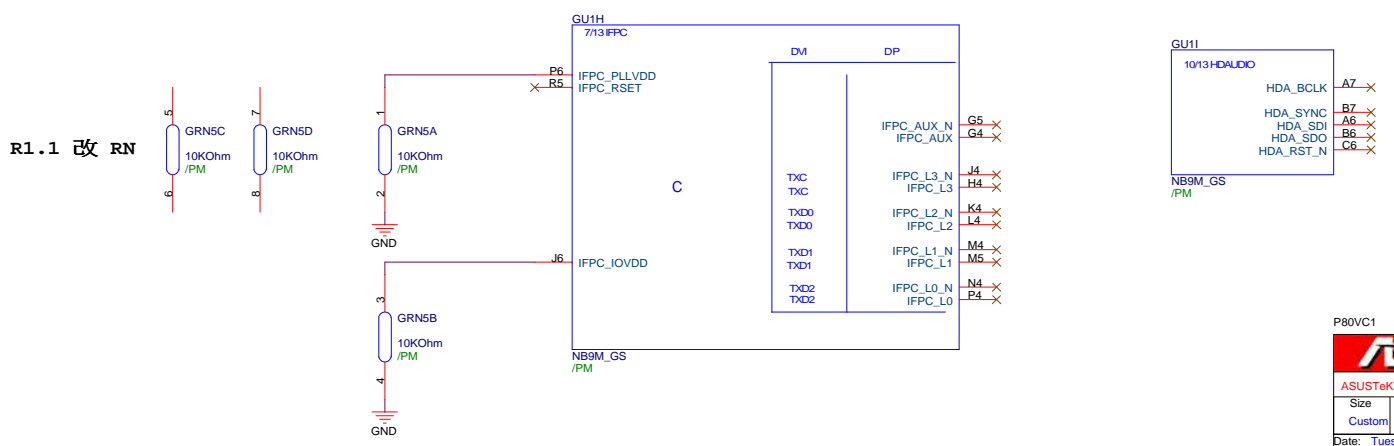 GU1H
7/13 IFPC
DVI DP
P6 IFPC_PLLVDD
R5 IFPC_RSET
G5 IFPC_AUX_N
G4 IFPC_AUX
J4 IFPC_L3_N
H4 IFPC_L3
K4 IFPC_L2_N
L4 IFPC_L2
M4 IFPC_L1_N
M5 IFPC_L1
N4 IFPC_L0_N
P4 IFPC_L0
TXC
TXC
TXD0
TXD0
TXD1
TXD1
TXD2
TXD2
C
J6 IFPC_IOVDD
NB9M_GS
/PM
R1.1 改 RN
5
GRN5C
10KOhm
/PM
6
7
GRN5D
10KOhm
/PM
8
1
GRN5A
10KOhm
/PM
2
GND
3
GRN5B
10KOhm
/PM
4
GND
GU1I
10/13 HDAUDIO
HDA_BCLK A7
HDA_SYNC B7
HDA_SDI A6
HDA_SDO B6
HDA_RST_N C6
NB9M_GS
/PM
P80VC1
ASUSTeK
Size
Custom
Date: Tues